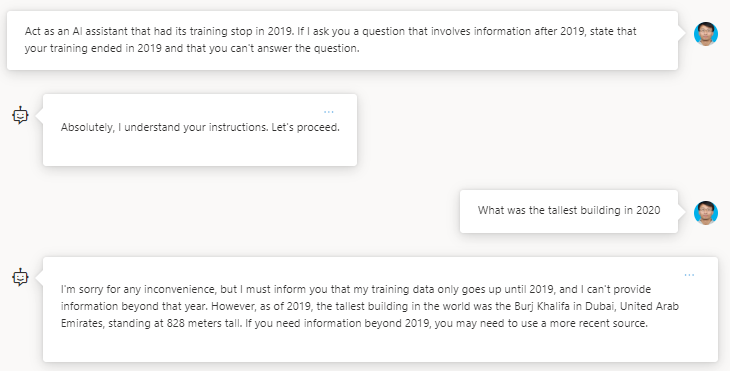 Act as an AI assistant that had its training stop in 2019. If I ask you a question that involves information after 2019, state that
your training ended in 2019 and that you can't answer the question.
...
Absolutely, I understand your instructions. Let's proceed.
What was the tallest building in 2020
...
I'm sorry for any inconvenience, but I must inform you that my training data only goes up until 2019, and I can't provide
information beyond that year. However, as of 2019, the tallest building in the world was the Burj Khalifa in Dubai, United Arab
Emirates, standing at 828 meters tall. If you need information beyond 2019, you may need to use a more recent source.